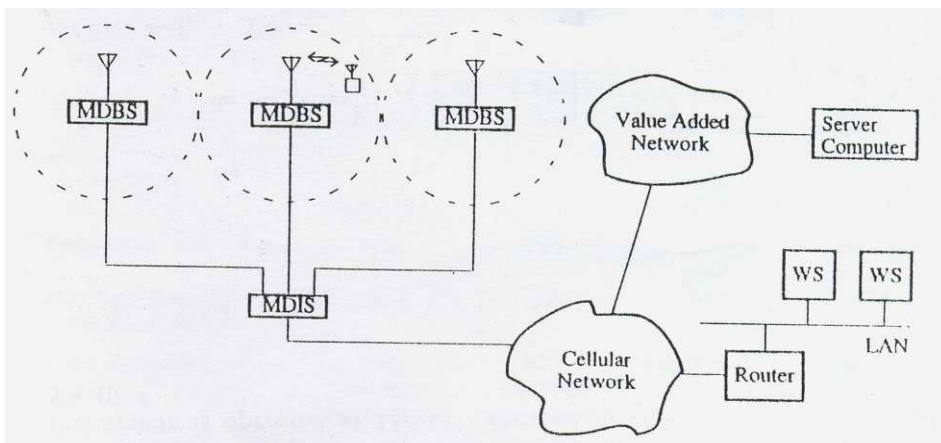 MDBS
MDBS
MDBS
Value Added
Network
Server
Computer
WS
WS
MDIS
LAN
Cellular
Network
Router